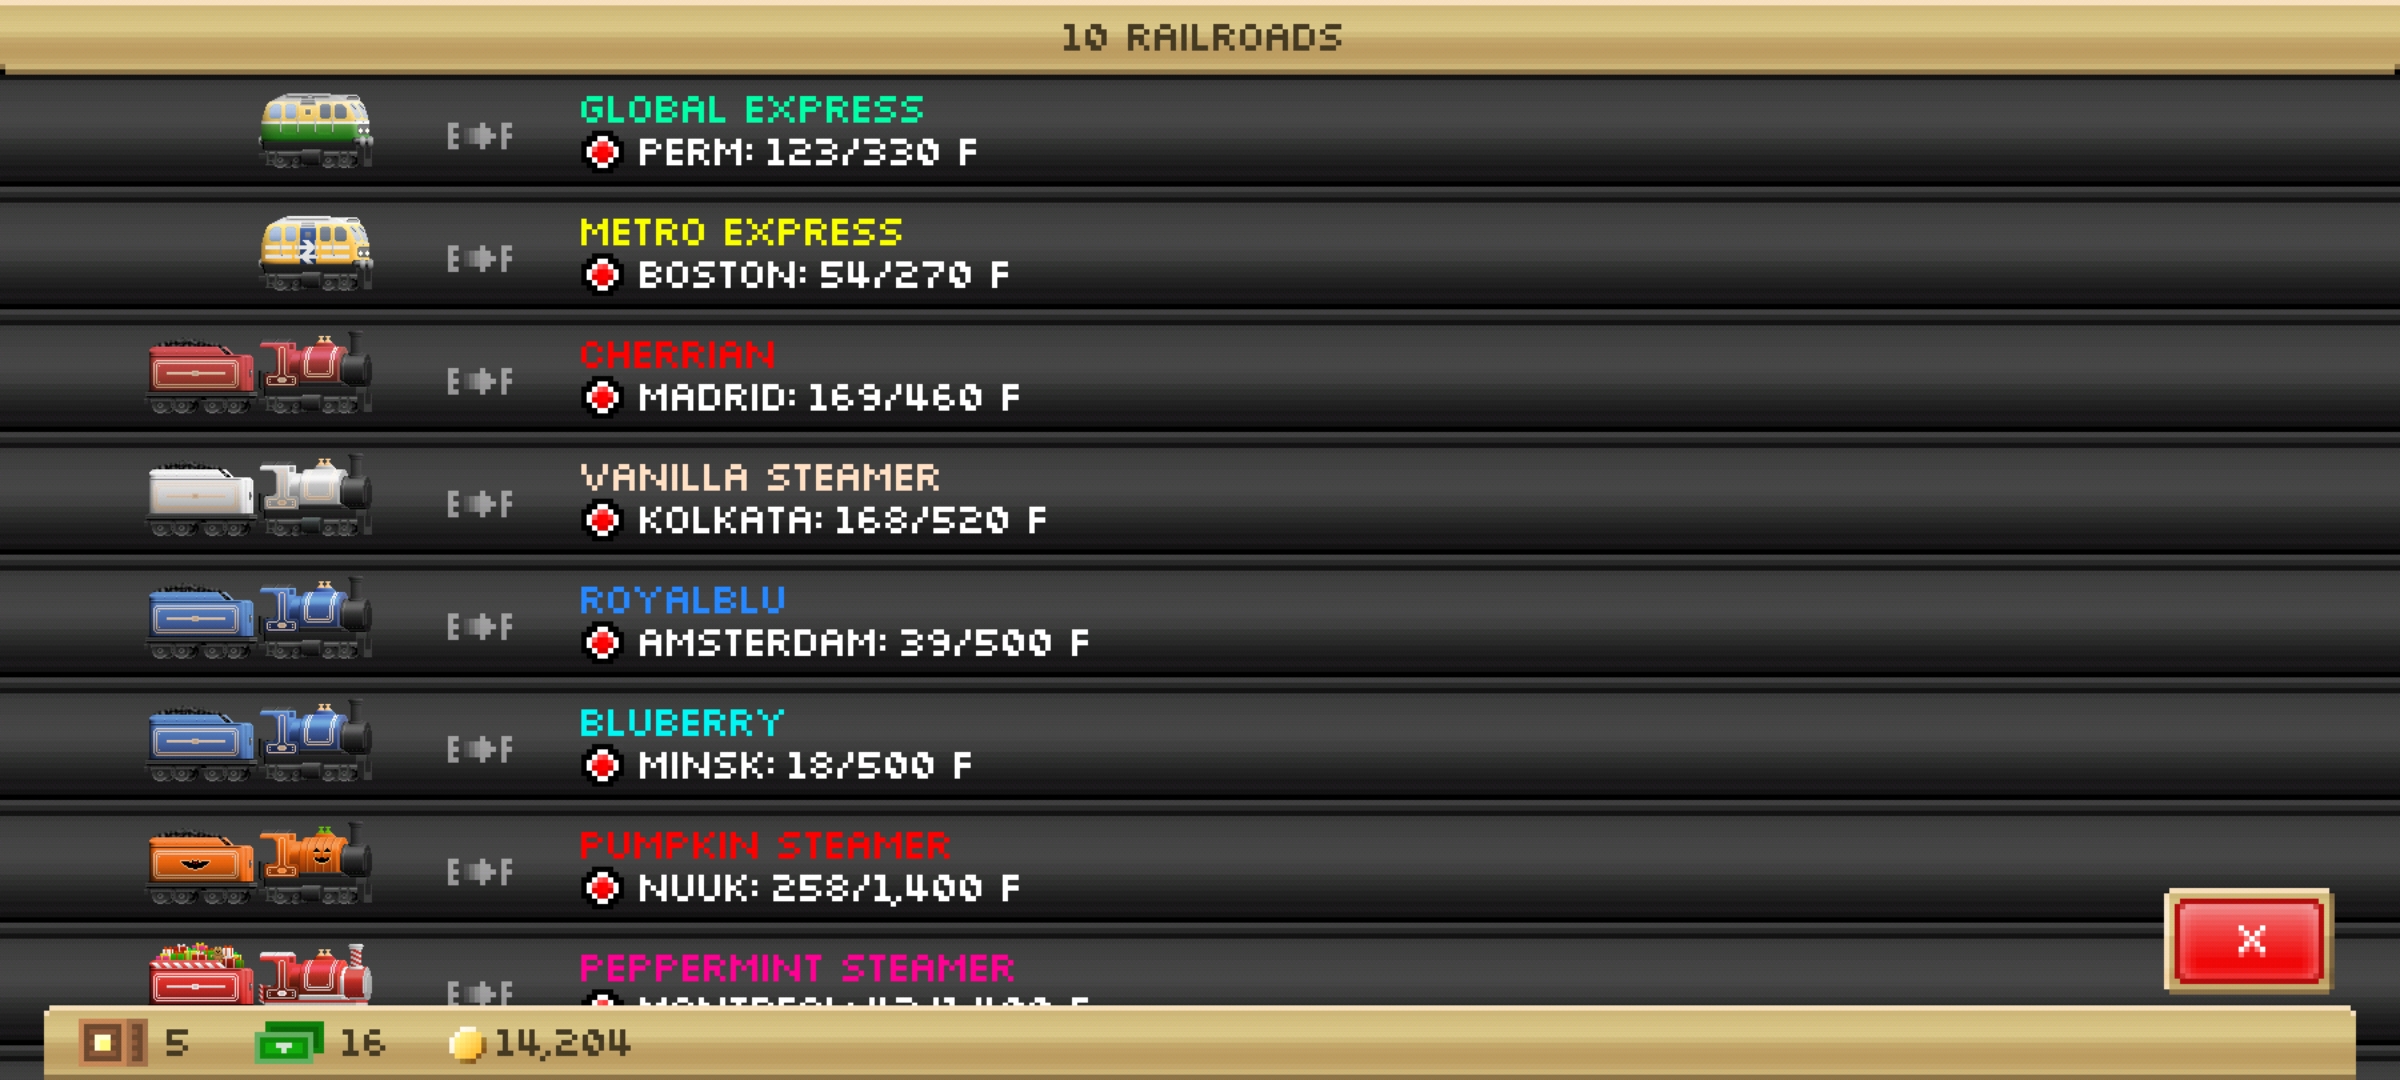 10 RAILROADS
GLOBAL EXPRESS
E F
PERM: 123/330 F
METRO EXPRESS
E F
BOSTON: 54/270 F
CHERRIAN
E F
MADRID: 169/460 F
VANILLA STEAMER
E F
KOLKATA: 168/520 F
ROYALBLU
E F
AMSTERDAM: 39/500 F
BLUBERRY
E F
MINSK: 18/500 F
PUMPKIN STEAMER
E F
NUUK: 258/1,400 F
PEPPERMINT STEAMER
E F
X
5 16 14,204